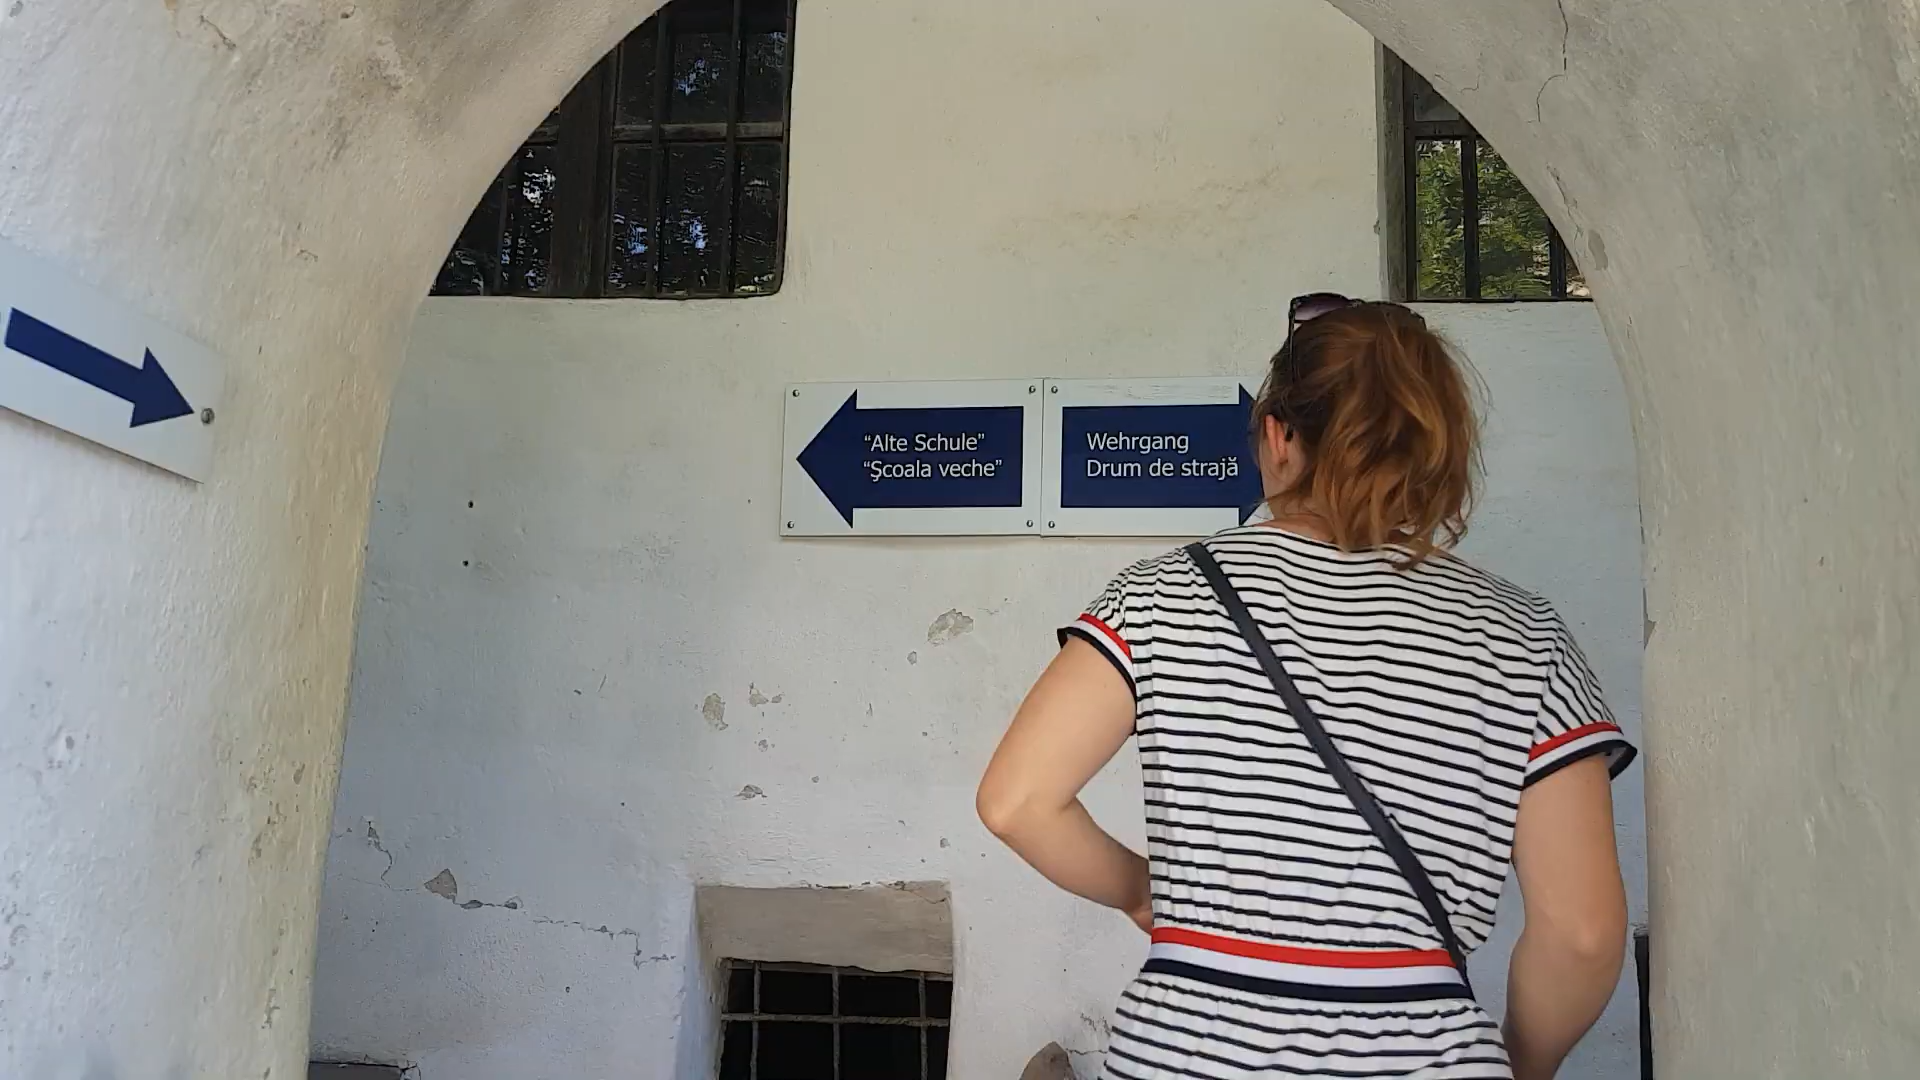 “Alte Schule”
“Şcoala veche”
Wehrgang
Drum de strajă